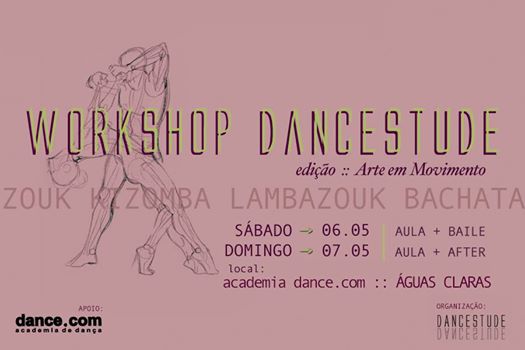 WORKSHOP DANCESTUDE
edição :: Arte em Movimento
ZOUK KIZOMBA LAMBAZOUK BACHATA
SÁBADO → 06.05 | AULA + BAILE
DOMINGO → 07.05 | AULA + AFTER
local:
academia dance.com :: ÁGUAS CLARAS
APOIO:
dance.com
academia de dança
ORGANIZAÇÃO:
DANCESTUDE